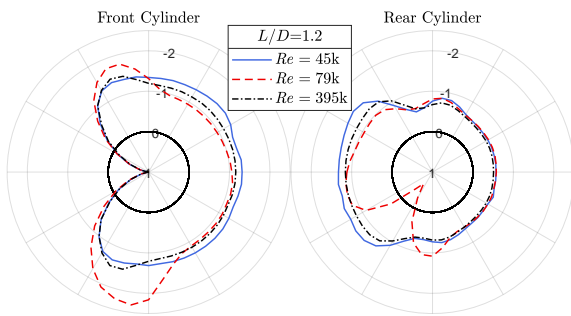 Front Cylinder
Rear Cylinder
L/D=1.2
Re = 45k
Re = 79k
Re = 395k
-2
-1
0
1
-2
-1
0
1